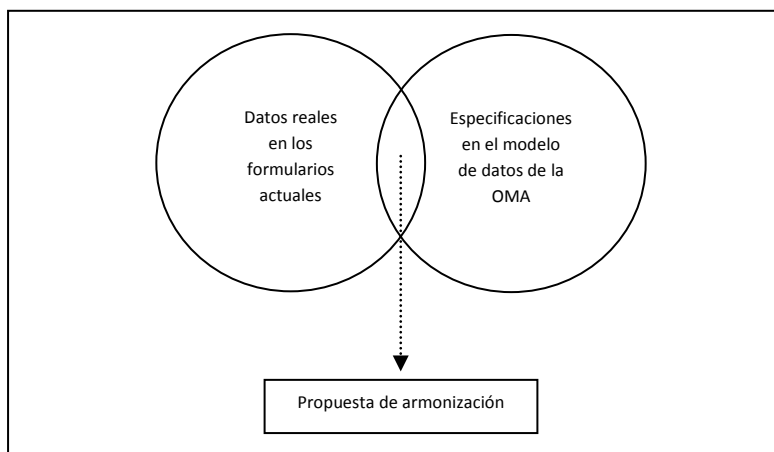 Datos reales
en los
formularios
actuales
Especificaciones
en el modelo
de datos de la
OMA
Propuesta de armonización